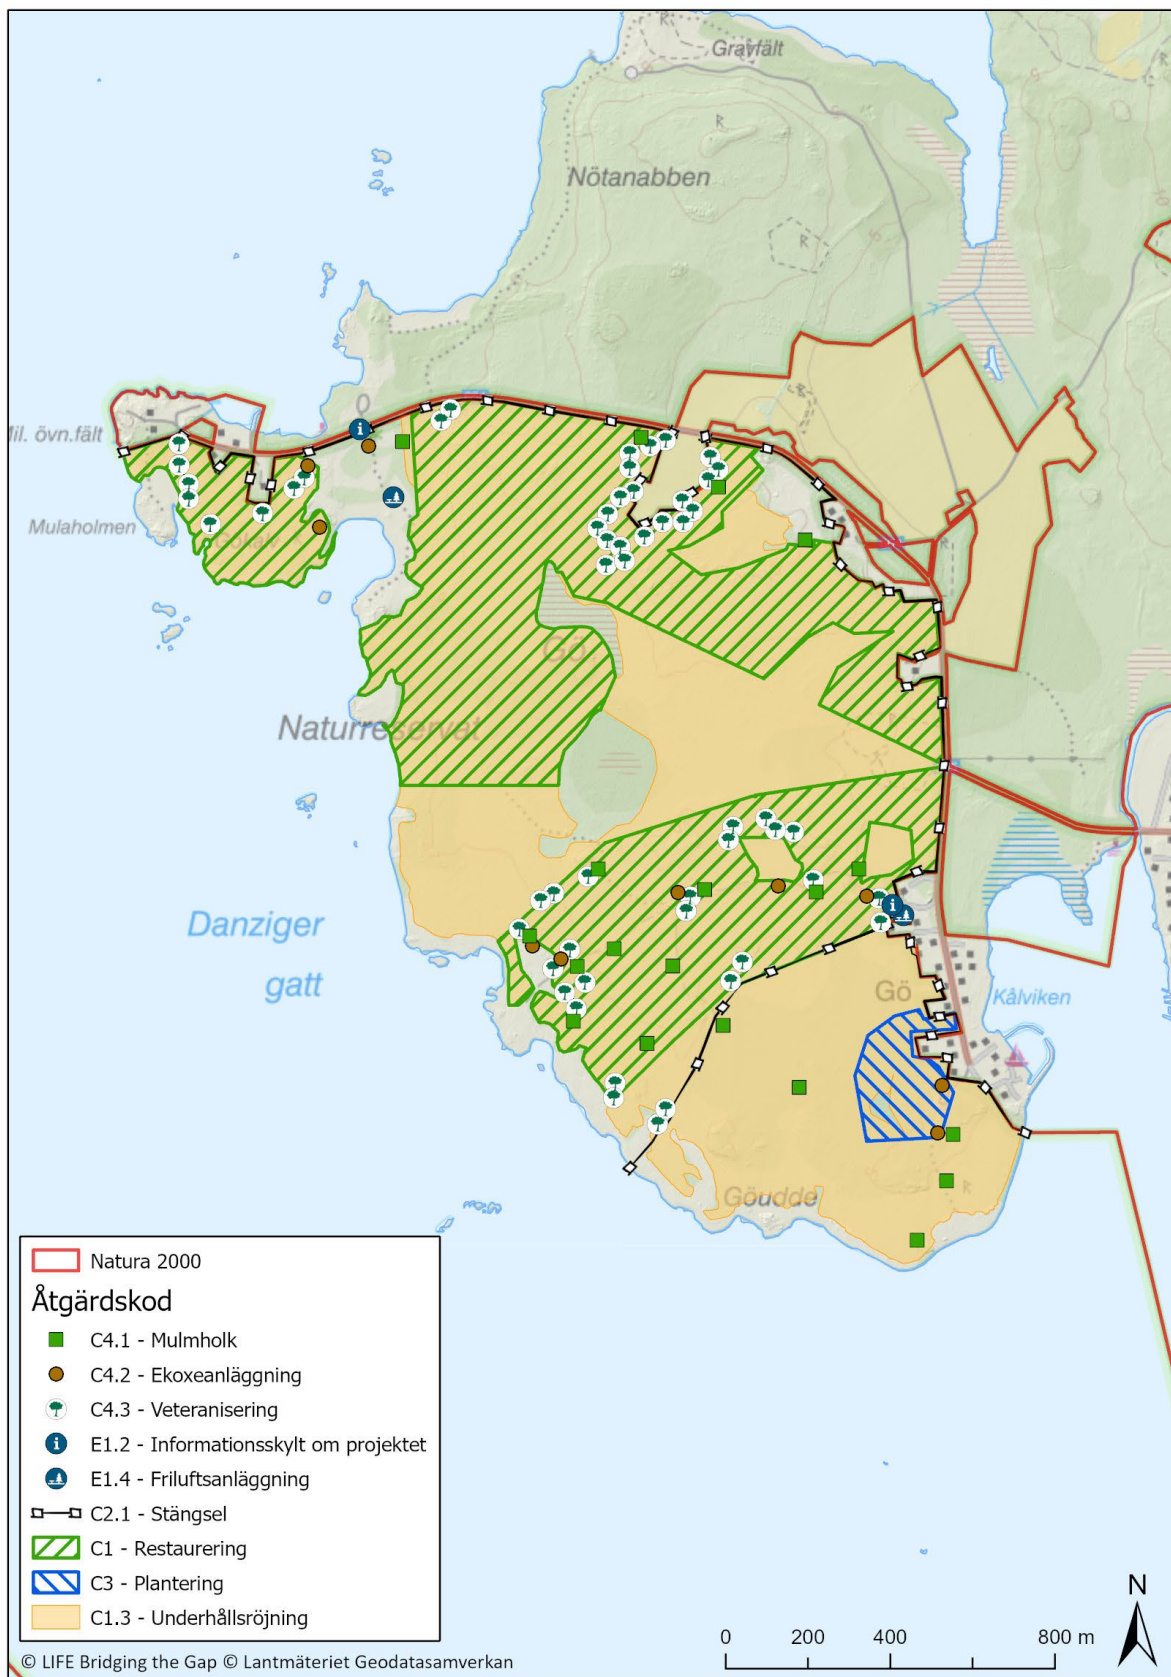 Gravfält
R
R
Nötanabben
R
Mil. övn.fält
Mulaholmen
Gökalv
R
Gö
Naturreservat
R
Danziger
gatt
Gö
Kålviken
Göudde
R
Natura 2000
Åtgärdskod
C4.1 - Mulmholk
C4.2 - Ekoxeanläggning
C4.3 - Veteranisering
E1.2 - Informationsskylt om projektet
E1.4 - Friluftsanläggning
C2.1 - Stängsel
C1 - Restaurering
C3 - Plantering
C1.3 - Underhållsröjning
N
0 200 400 800 m
© LIFE Bridging the Gap © Lantmäteriet Geodatasamverkan